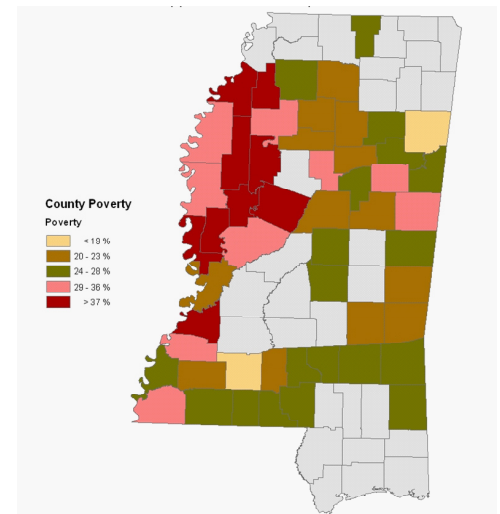 County Poverty
Poverty
< 19 %
20 - 23 %
24 - 28 %
29 - 36 %
> 37 %